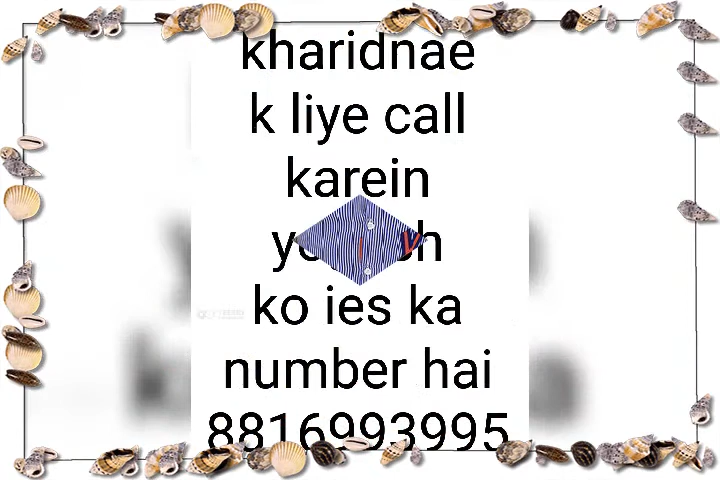 kharidnae
k liye call
karein
ko ies ka
number hai
8816993995